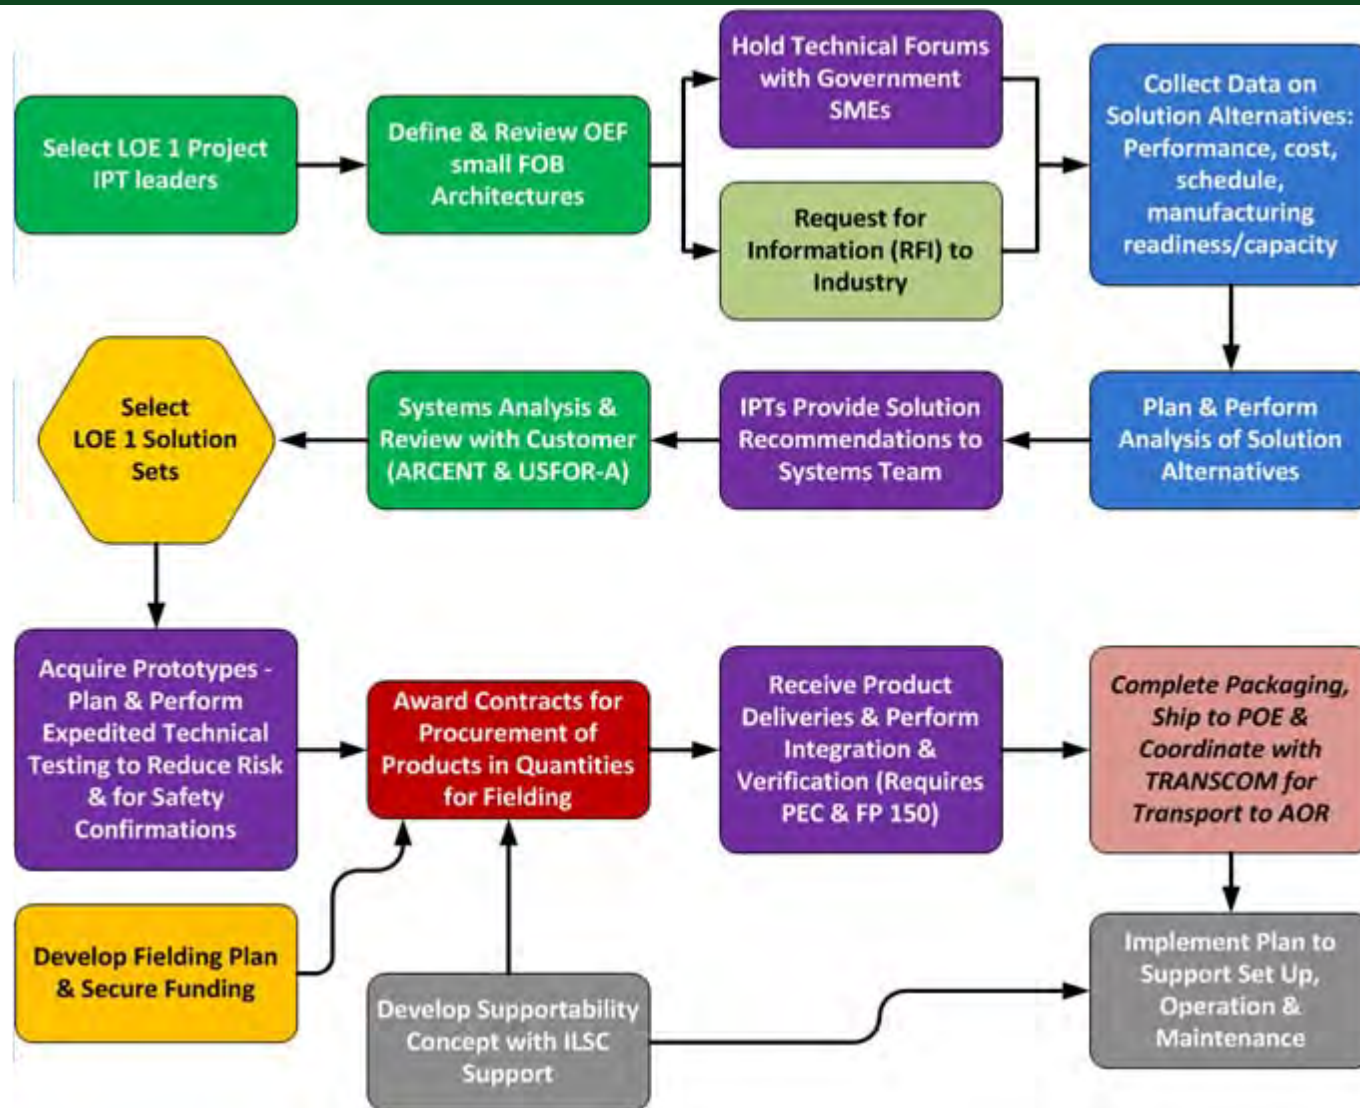 Select LOE 1 Project
IPT leaders
Define & Review OEF
small FOB
Architectures
Hold Technical Forums
with Government
SMEs
Request for
Information (RFI) to
Industry
Collect Data on
Solution Alternatives:
Performance, cost,
schedule,
manufacturing
readiness/capacity
Plan & Perform
Analysis of Solution
Alternatives
IPTs Provide Solution
Recommendations to
Systems Team
Systems Analysis &
Review with Customer
(ARCENT & USFOR-A)
Select
LOE 1 Solution
Sets
Acquire Prototypes -
Plan & Perform
Expedited Technical
Testing to Reduce Risk
& for Safety
Confirmations
Award Contracts for
Procurement of
Products in Quantities
for Fielding
Receive Product
Deliveries & Perform
Integration &
Verification (Requires
PEC & FP 150)
Complete Packaging,
Ship to POE &
Coordinate with
TRANSCOM for
Transport to AOR
Develop Fielding Plan
& Secure Funding
Develop Supportability
Concept with ILSC
Support
Implement Plan to
Support Set Up,
Operation &
Maintenance